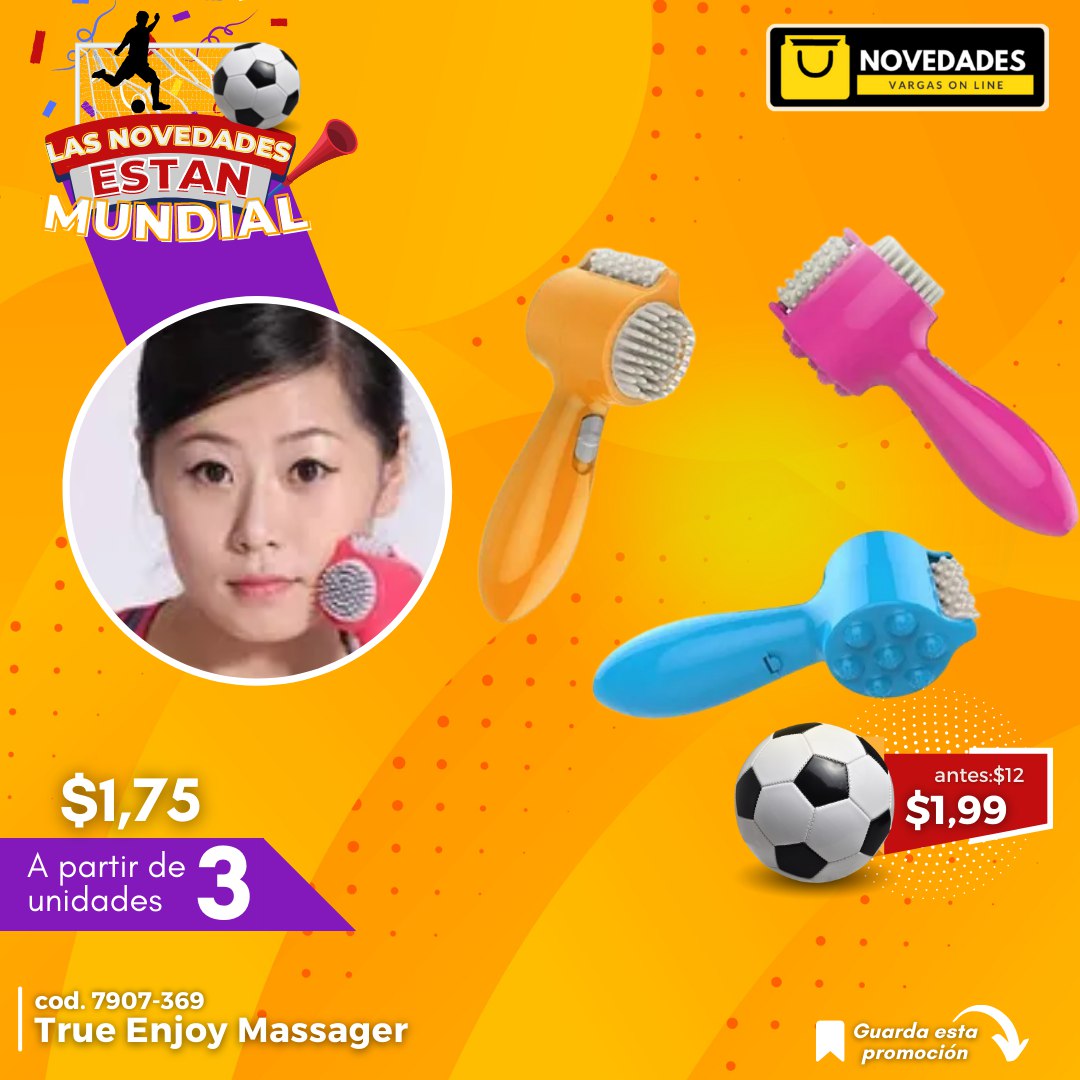 LAS NOVEDADES
ESTAN
MUNDIAL
NOVEDADES
VARGAS ON LINE
$1,75
A partir de 3
unidades
antes:$12
$1,99
cod. 7907-369
True Enjoy Massager
Guarda esta
promoción